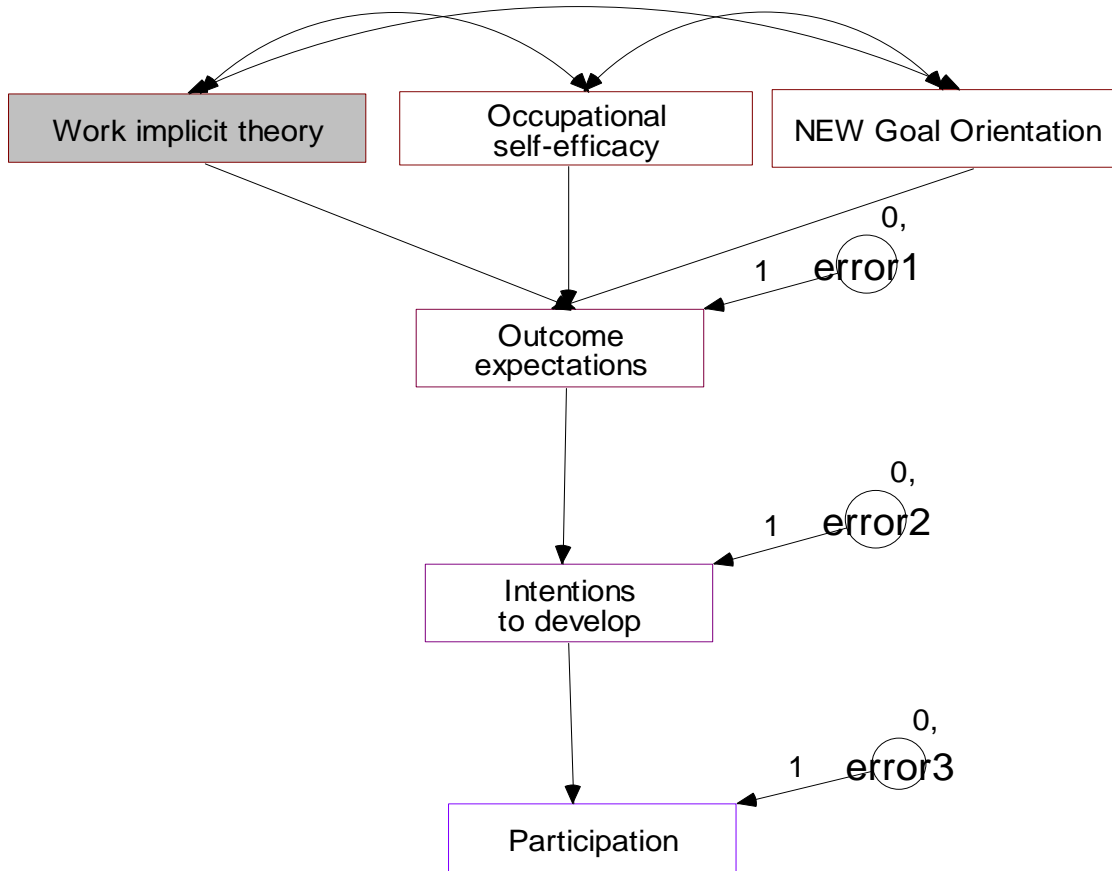 Work implicit theory
Occupational
self-efficacy
NEW Goal Orientation
0,
1
error1
Outcome
expectations
0,
1
error2
Intentions
to develop
0,
1
error3
Participation